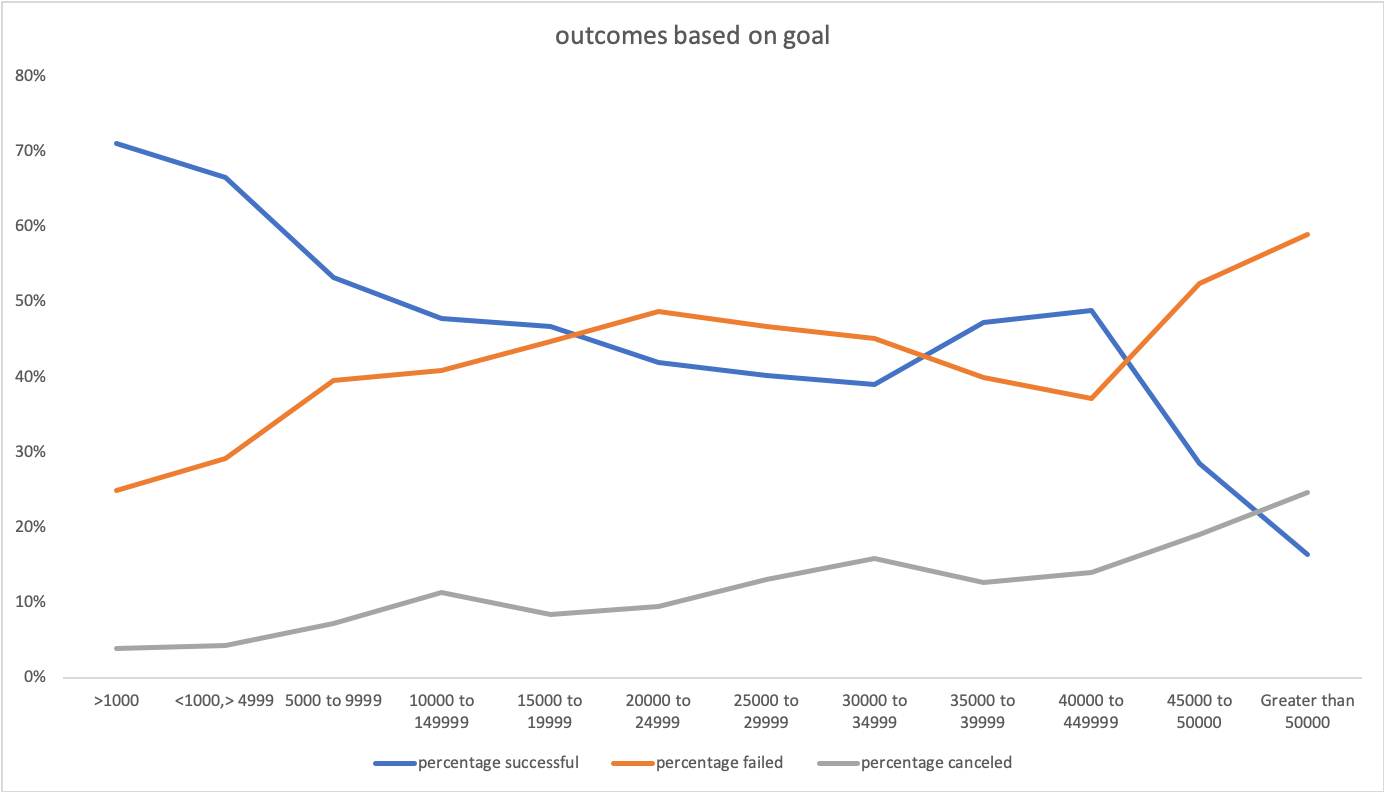 outcomes based on goal
80%
70%
60%
50%
40%
30%
20%
10%
0%
>1000 <1000,> 4999 5000 to 9999 10000 to 15000 to 20000 to 25000 to 30000 to 35000 to 40000 to 450000 to Greater than
149999 19999 24999 29999 34999 39999 449999 50000 50000
percentage successful percentage failed percentage canceled